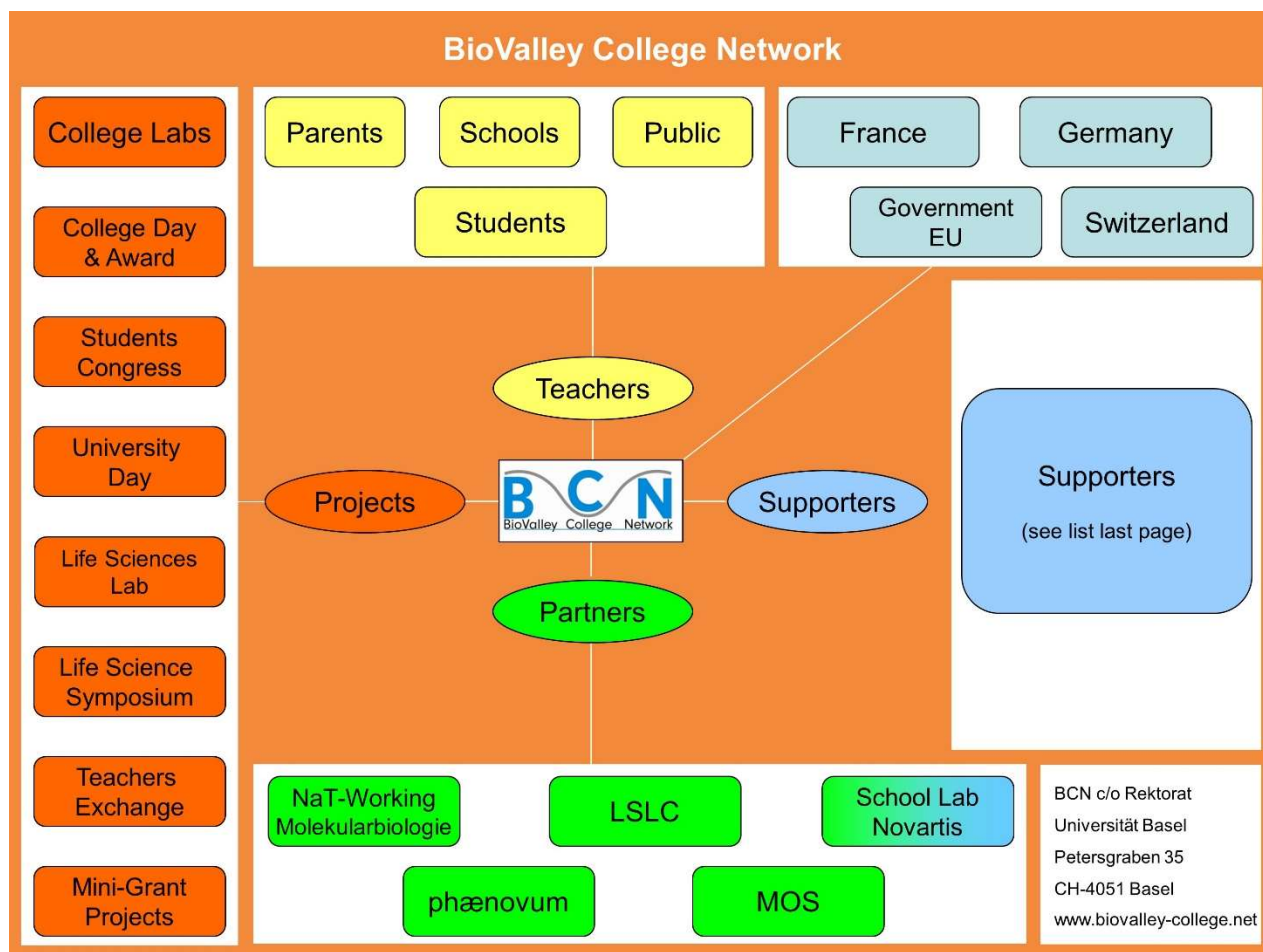 BioValley College Network
College Labs
College Day
& Award
Students
Congress
University
Day
Life Sciences
Lab
Life Science
Symposium
Teachers
Exchange
Mini-Grant
Projects
Parents
Schools
Public
Students
France
Germany
Government
EU
Switzerland
Teachers
Projects
BCN
BioValley College Network
Supporters
Partners
Supporters
(see list last page)
NaT-Working
Molekularbiologie
LSLC
School Lab
Novartis
phænovum
MOS
BCN c/o Rektorat
Universität Basel
Petersgraben 35
CH-4051 Basel
www.biovalley-college.net